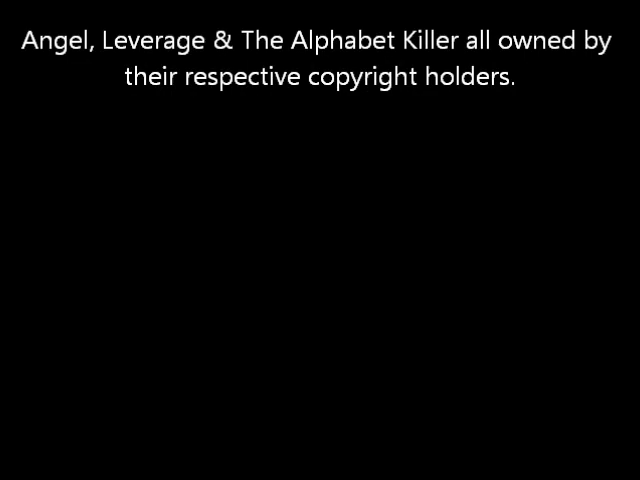 Angel, Leverage & The Alphabet Killer all owned by
their respective copyright holders.